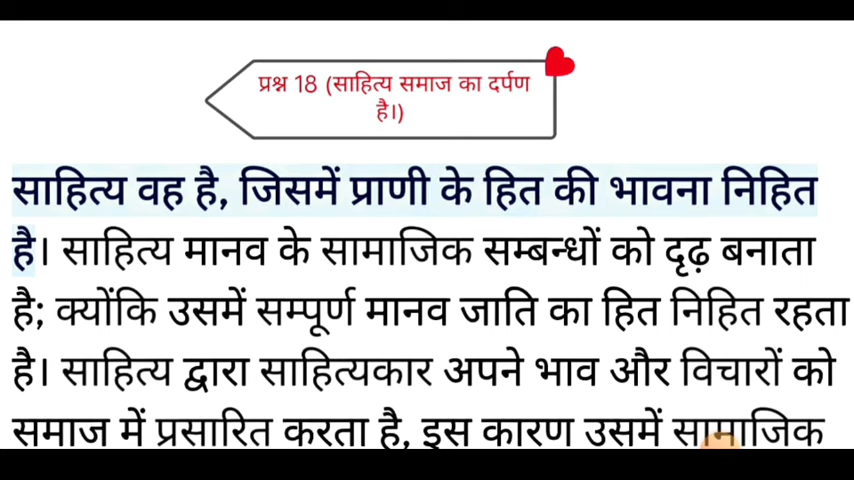 प्रश्न 18 (साहित्य समाज का दर्पण
है।)
साहित्य वह है, जिसमें प्राणी के हित की भावना निहित
है। साहित्य मानव के सामाजिक सम्बन्धों को दृढ़ बनाता
है; क्योंकि उसमें सम्पूर्ण मानव जाति का हित निहित रहता
है। साहित्य द्वारा साहित्यकार अपने भाव और विचारों को
समाज में प्रसारित करता है, इस कारण उसमें सामाजिक